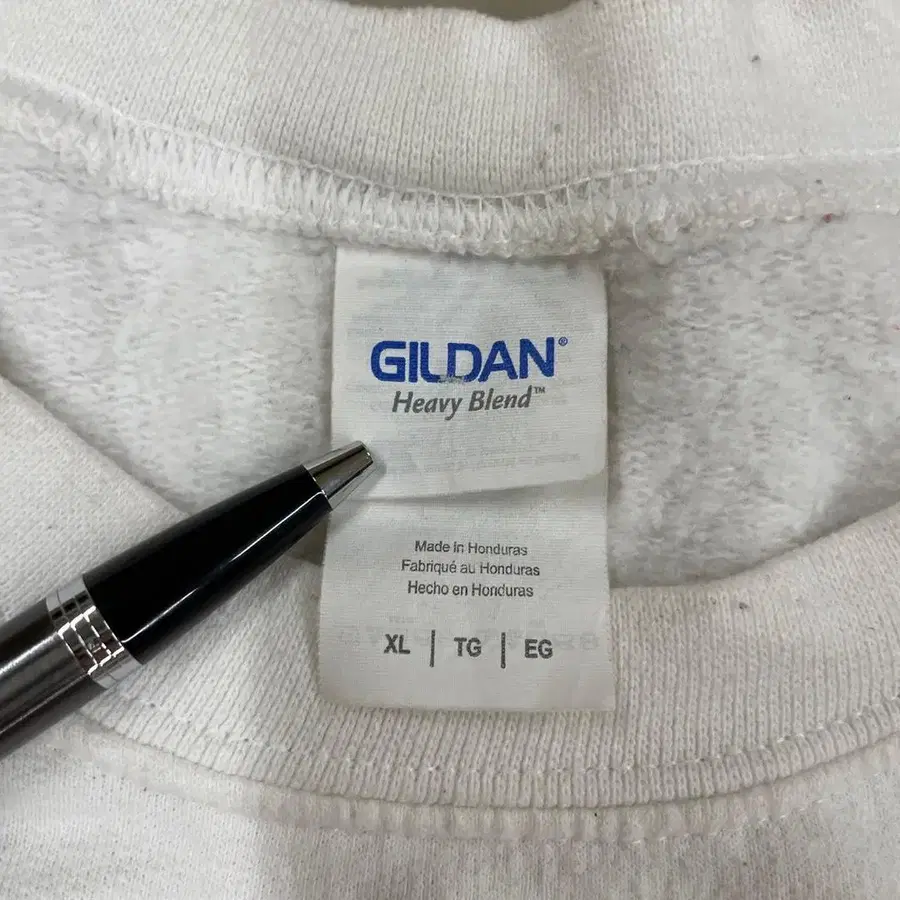 GILDAN®
Heavy Blend™
Made in Honduras
Fabriqué au Honduras
Hecho en Honduras
XL | TG | EG